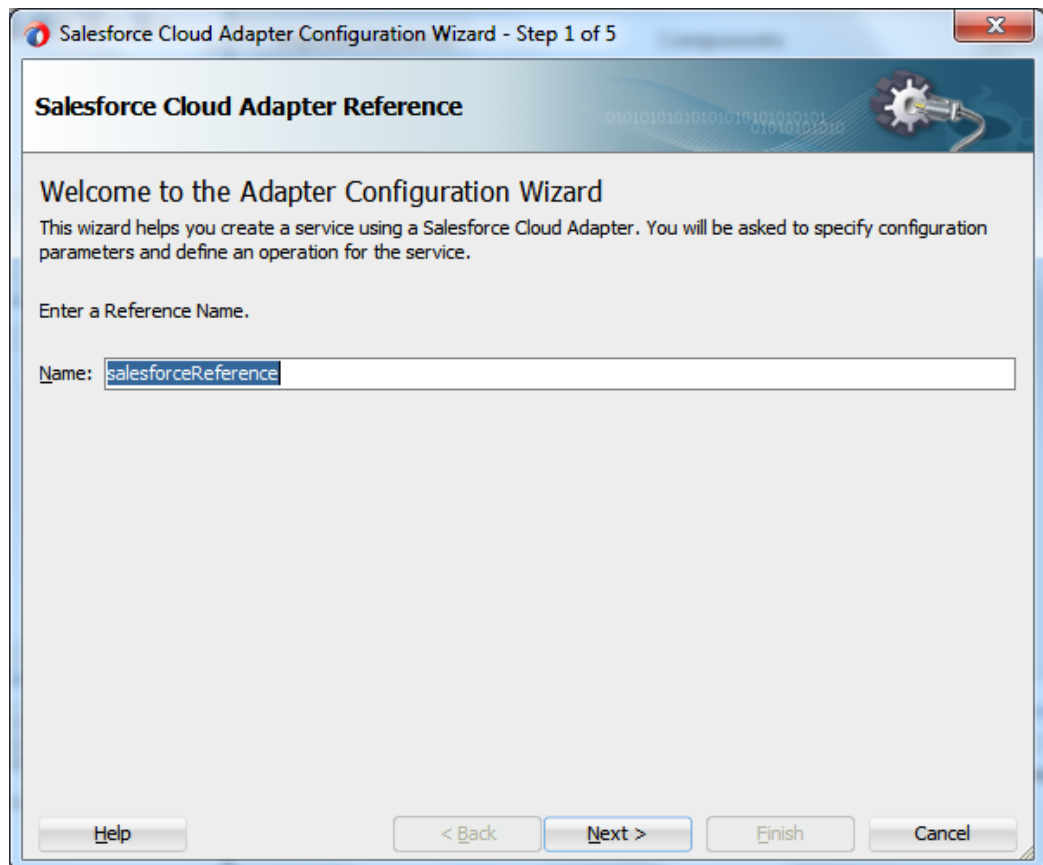 Salesforce Cloud Adapter Configuration Wizard - Step 1 of 5
Salesforce Cloud Adapter Reference
Welcome to the Adapter Configuration Wizard
This wizard helps you create a service using a Salesforce Cloud Adapter. You will be asked to specify configuration
parameters and define an operation for the service.
Enter a Reference Name.
Name: salesforceReference
Help < Back Next > Finish Cancel